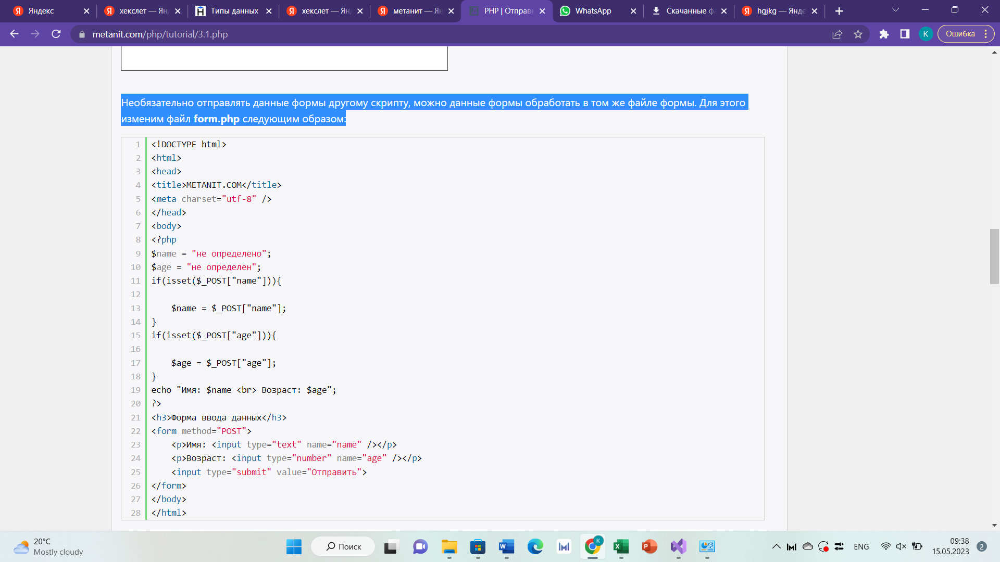 Яндекс
хекслет — Янд
Типы данных
хекслет — Янд
метанит — Ян
PHP | Отправк
WhatsApp
Скачанные ф
hgjkg — Янде
metanit.com/php/tutorial/3.1.php
K
Ошибка
Необязательно отправлять данные формы другому скрипту, можно данные формы обработать в том же файле формы. Для этого
изменим файл form.php следующим образом:
1 <!DOCTYPE html>
2 <html>
3 <head>
4 <title>METANIT.COM</title>
5 <meta charset="utf-8" />
6 </head>
7 <body>
8 <?php
9 $name = "не определено";
10 $age = "не определен";
11 if(isset($_POST["name"])){
12
13     $name = $_POST["name"];
14 }
15 if(isset($_POST["age"])){
16
17     $age = $_POST["age"];
18 }
19 echo "Имя: $name <br> Возраст: $age";
20 ?>
21 <h3>Форма ввода данных</h3>
22 <form method="POST">
23     <p>Имя: <input type="text" name="name" /></p>
24     <p>Возраст: <input type="number" name="age" /></p>
25     <input type="submit" value="Отправить">
26 </form>
27 </body>
28 </html>
20°C
Mostly cloudy
Поиск
ENG
09:38
15.05.2023
2